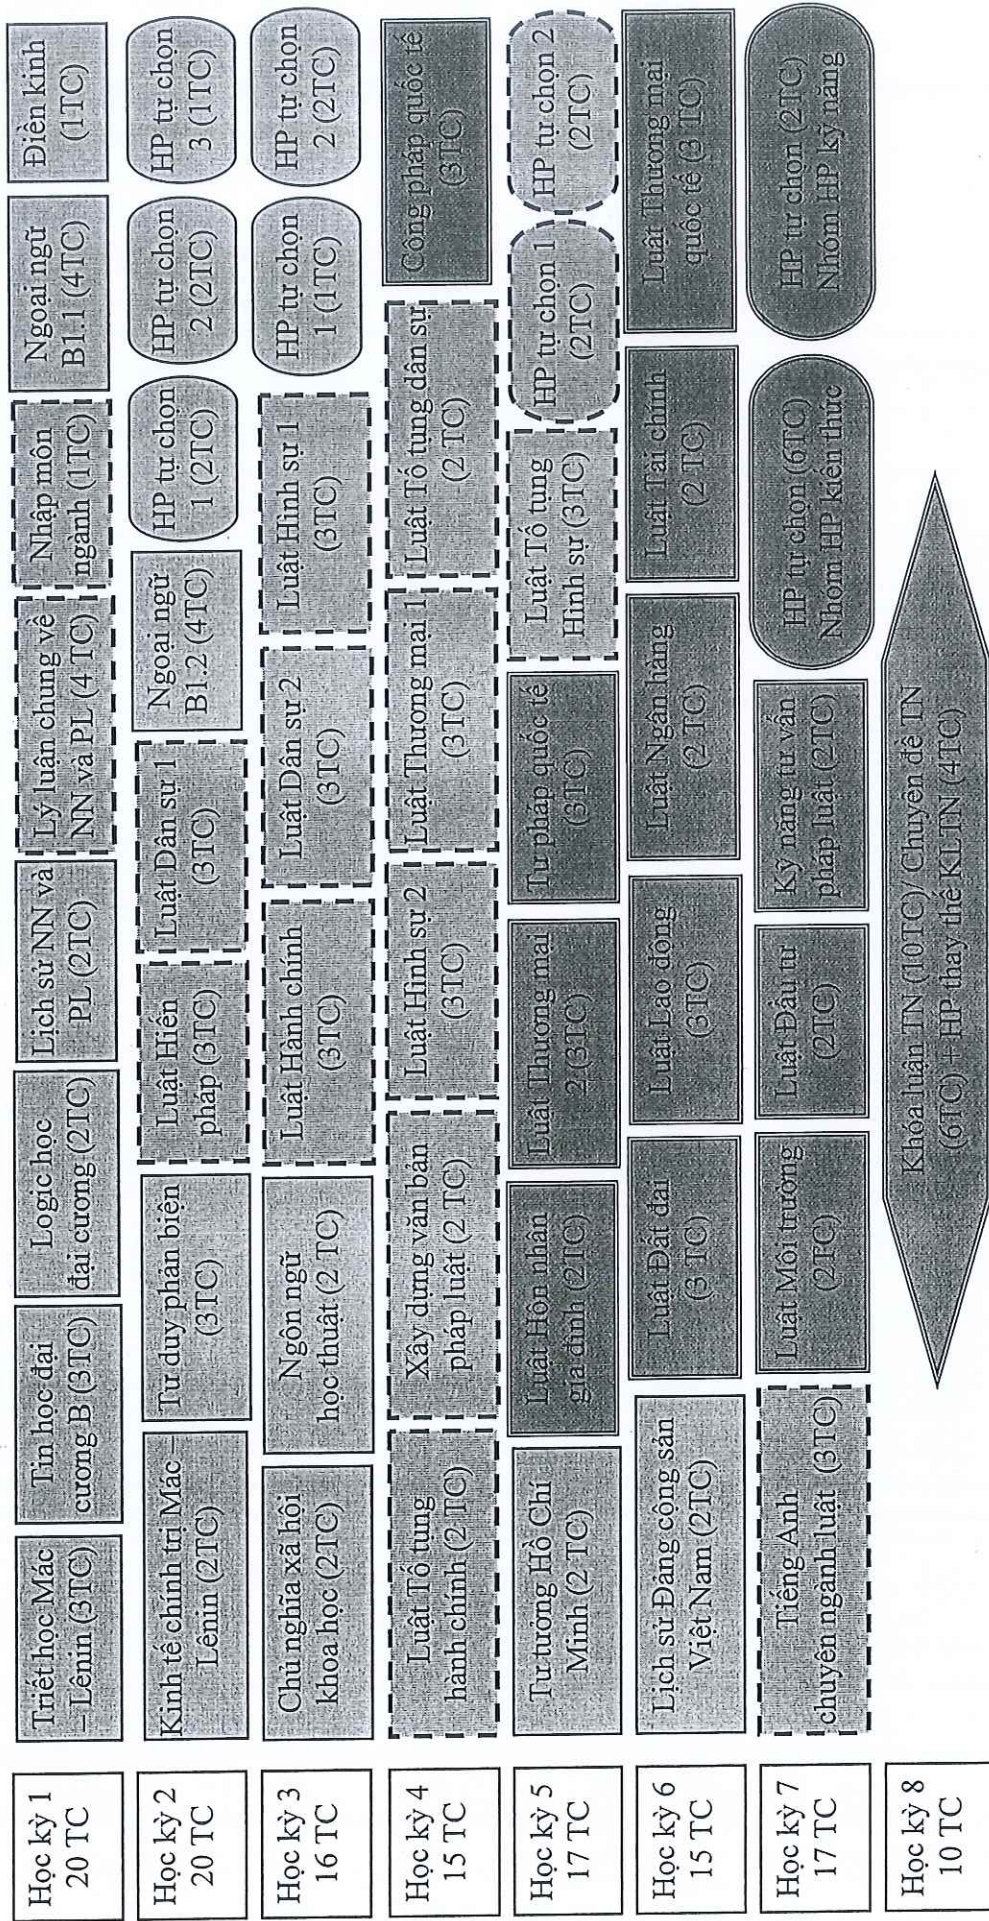 Học kỳ 1
20 TC
Triết học Mác
– Lênin (3TC)
Tin học đại
cương B (3TC)
Logic học
đại cương (2TC)
Lịch sử NN và
PL (2TC)
Lý luận chung về
NN và PL (4 TC)
Nhập môn
ngành (1TC)
Ngoại ngữ
B1.1 (4TC)
Điền kinh
(1TC)
Học kỳ 2
20 TC
Kinh tế chính trị Mác –
Lênin (2TC)
Tư duy phản biện
(3TC)
Luật Hiến
pháp (3TC)
Luật Dân sự 1
(3TC)
Ngoại ngữ
B1.2 (4TC)
HP tự chọn
1 (2TC)
HP tự chọn
2 (2TC)
HP tự chọn
3 (1TC)
Học kỳ 3
16 TC
Chủ nghĩa xã hội
khoa học (2TC)
Ngôn ngữ
học thuật (2 TC)
Luật Hành chính
(3TC)
Luật Dân sự 2
(3TC)
Luật Hình sự 1
(3TC)
HP tự chọn
1 (1TC)
HP tự chọn
2 (2TC)
Học kỳ 4
15 TC
Luật Tố tụng
hành chính (2 TC)
Xây dựng văn bản
pháp luật (2 TC)
Luật Hình sự 2
(3TC)
Luật Thương mại 1
(3TC)
Luật Tố tụng dân sự
(2 TC)
Công pháp quốc tế
(3TC)
Học kỳ 5
17 TC
Tư tưởng Hồ Chí
Minh (2 TC)
Luật Hôn nhân
gia đình (2TC)
Luật Thương mại
2 (3TC)
Tư pháp quốc tế
(3TC)
Luật Tố tụng
Hình sự (3TC)
HP tự chọn 1
(2TC)
HP tự chọn 2
(2TC)
Học kỳ 6
15 TC
Lịch sử Đảng cộng sản
Việt Nam (2TC)
Luật Đất đai
(3 TC)
Luật Lao động
(3TC)
Luật Ngân hàng
(2 TC)
Luật Tài chính
(2 TC)
Luật Thương mại
quốc tế (3 TC)
Học kỳ 7
17 TC
Tiếng Anh
chuyên ngành luật (3TC)
Luật Môi trường
(2TC)
Luật Đầu tư
(2TC)
Kỹ năng tư vấn
pháp luật (2TC)
HP tự chọn (6TC)
Nhóm HP kiến thức
HP tự chọn (2TC)
Nhóm HP kỹ năng
Học kỳ 8
10 TC
Khóa luận TN (10TC)/ Chuyên đề TN
(6TC) + HP thay thế KLTN (4TC)